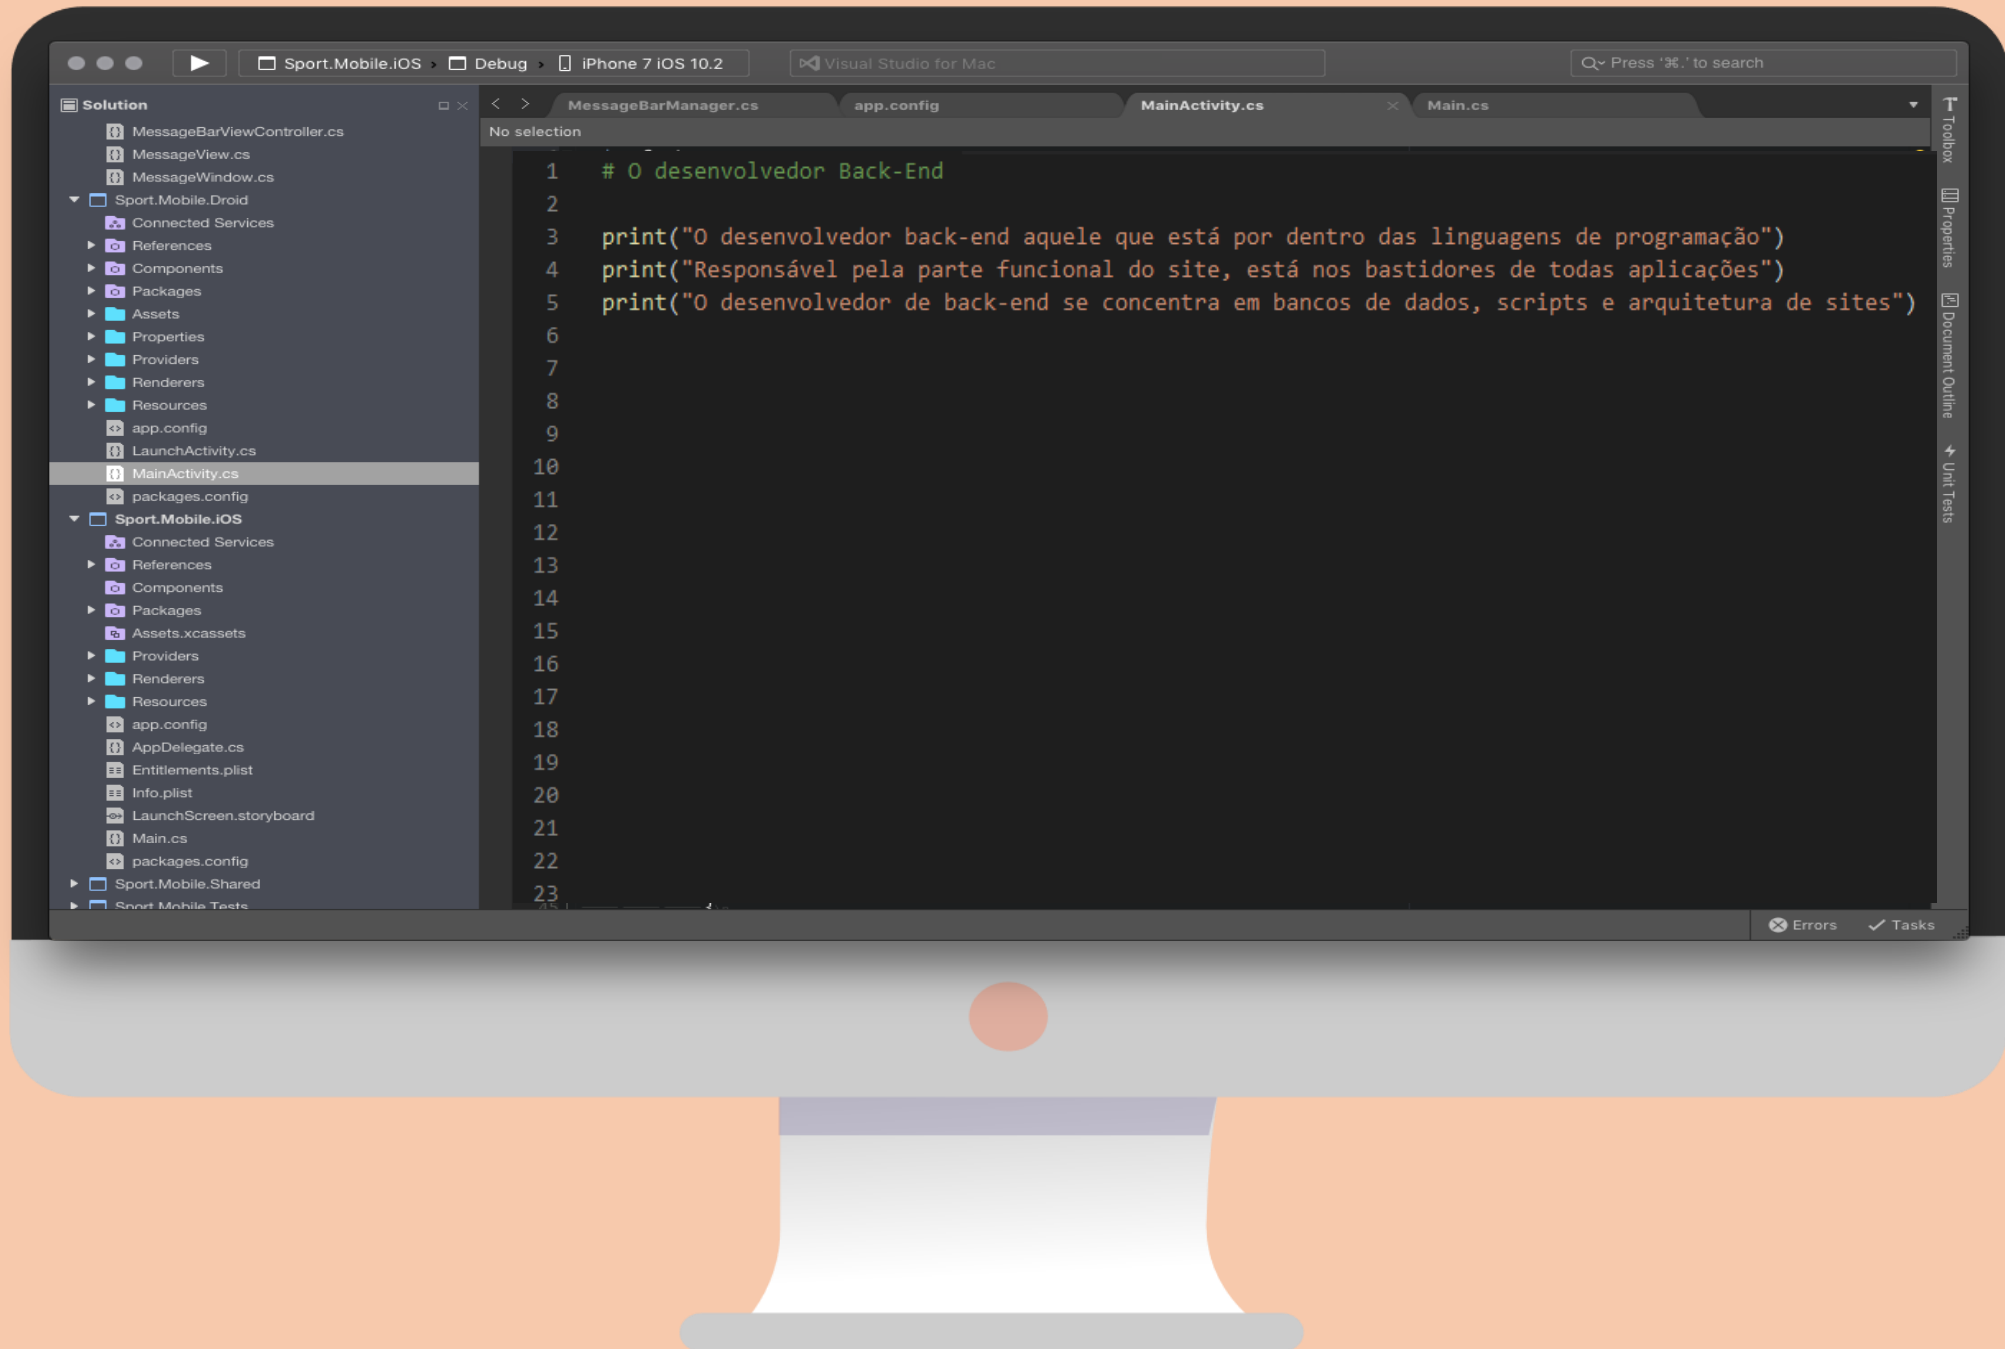 Sport.Mobile.iOS › Debug › iPhone 7 iOS 10.2
Visual Studio for Mac
Press '⌘.' to search
Solution
MessageBarViewController.cs
MessageView.cs
MessageWindow.cs
Sport.Mobile.Droid
Connected Services
References
Components
Packages
Assets
Properties
Providers
Renderers
Resources
app.config
LaunchActivity.cs
MainActivity.cs
packages.config
Sport.Mobile.iOS
Connected Services
References
Components
Packages
Assets.xcassets
Providers
Renderers
Resources
app.config
AppDelegate.cs
Entitlements.plist
Info.plist
LaunchScreen.storyboard
Main.cs
packages.config
Sport.Mobile.Shared
Sport.Mobile.Tests
MessageBarManager.cs
app.config
MainActivity.cs
Main.cs
No selection
1 # O desenvolvedor Back-End
2
3 print("O desenvolvedor back-end aquele que está por dentro das linguagens de programação")
4 print("Responsável pela parte funcional do site, está nos bastidores de todas aplicações")
5 print("O desenvolvedor de back-end se concentra em bancos de dados, scripts e arquitetura de sites")
6
7
8
9
10
11
12
13
14
15
16
17
18
19
20
21
22
23
Toolbox
Properties
Document Outline
Unit Tests
Errors
Tasks